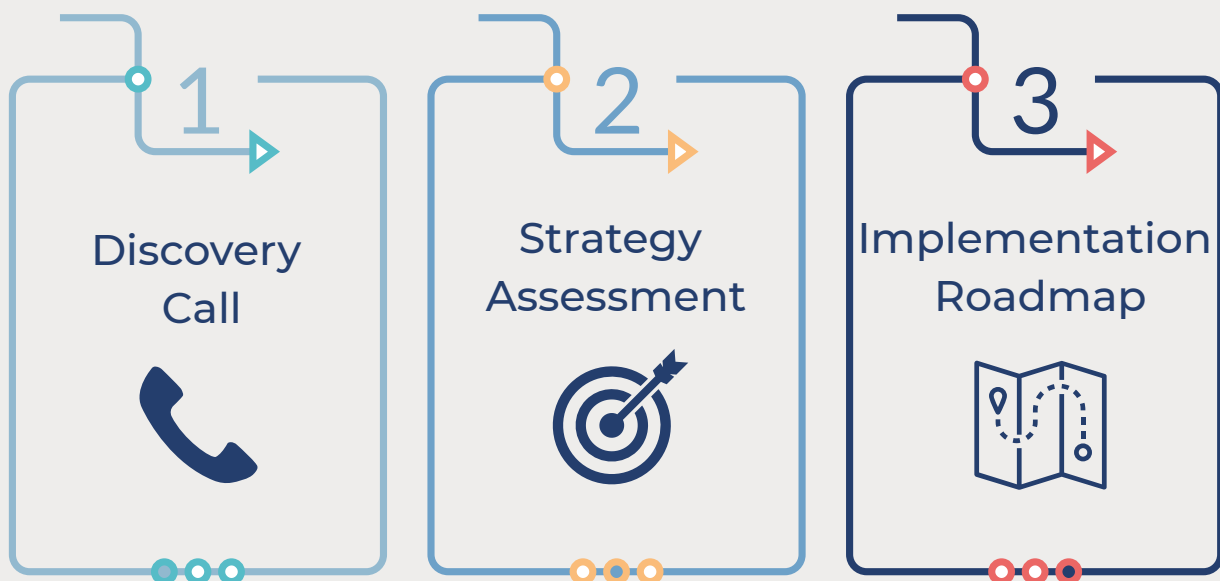 1
Discovery
Call
2
Strategy
Assessment
3
Implementation
Roadmap